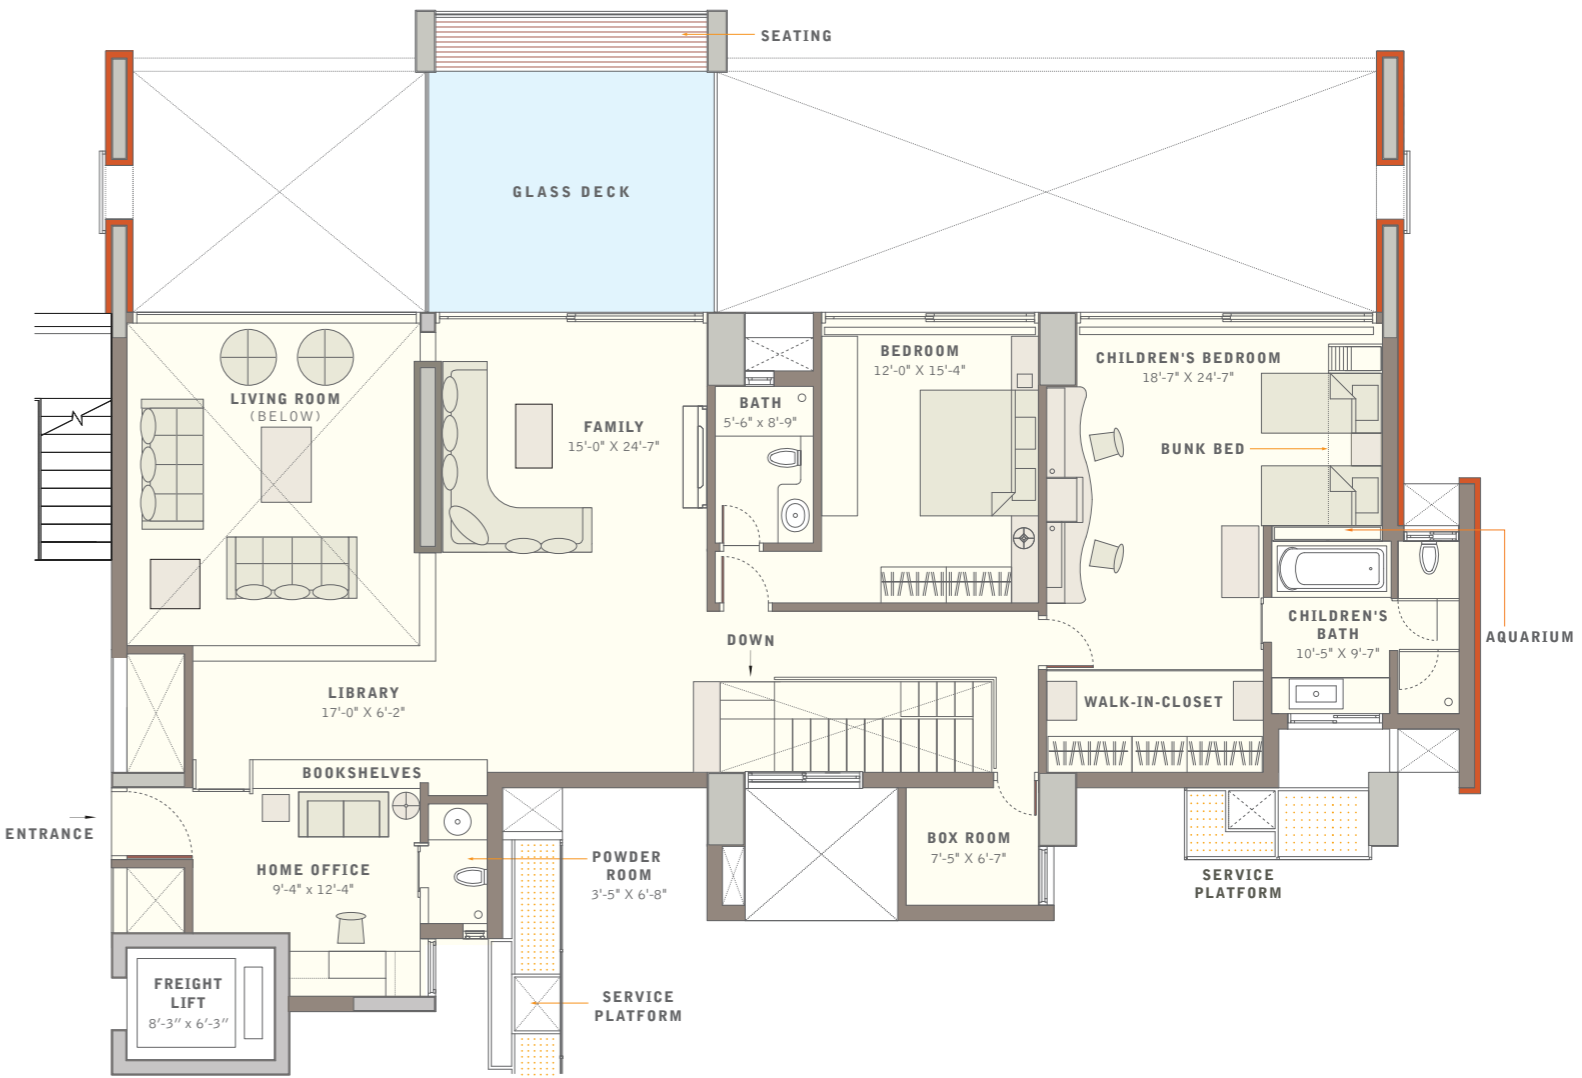 SEATING
GLASS DECK
LIVING ROOM
(BELOW)
FAMILY
15'-0" X 24'-7"
BATH
5'-6" x 8'-9"
BEDROOM
12'-0" X 15'-4"
CHILDREN'S BEDROOM
18'-7" X 24'-7"
BUNK BED
AQUARIUM
CHILDREN'S
BATH
10'-5" X 9'-7"
DOWN
LIBRARY
17'-0" X 6'-2"
WALK-IN-CLOSET
BOOKSHELVES
ENTRANCE
HOME OFFICE
9'-4" x 12'-4"
POWDER
ROOM
3'-5" X 6'-8"
BOX ROOM
7'-5" X 6'-7"
SERVICE
PLATFORM
FREIGHT
LIFT
8′-3″ x 6′-3″
SERVICE
PLATFORM